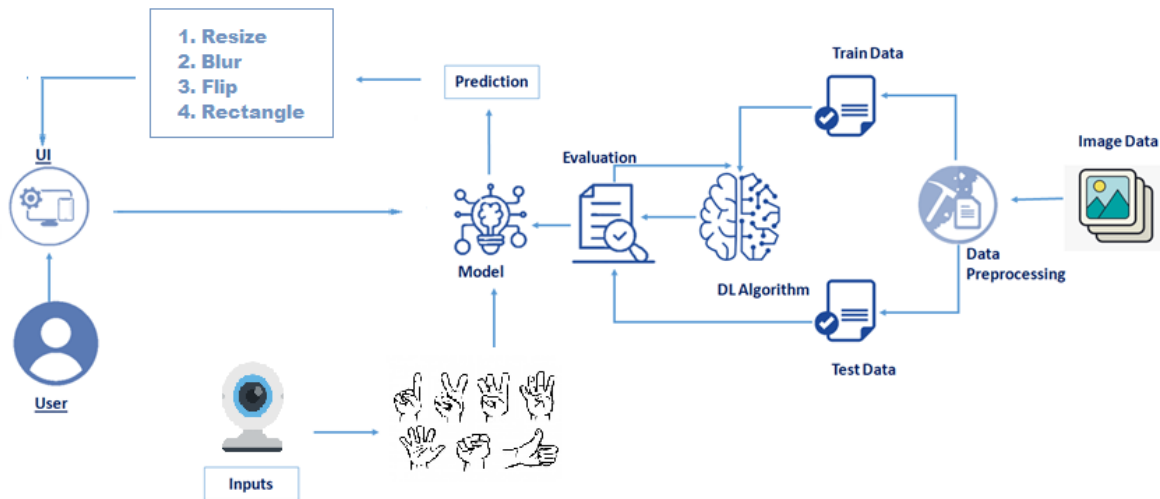 1. Resize
2. Blur
3. Flip
4. Rectangle
Prediction
Train Data
Evaluation
Image Data
UI
Model
DL Algorithm
Data
Preprocessing
User
Test Data
Inputs